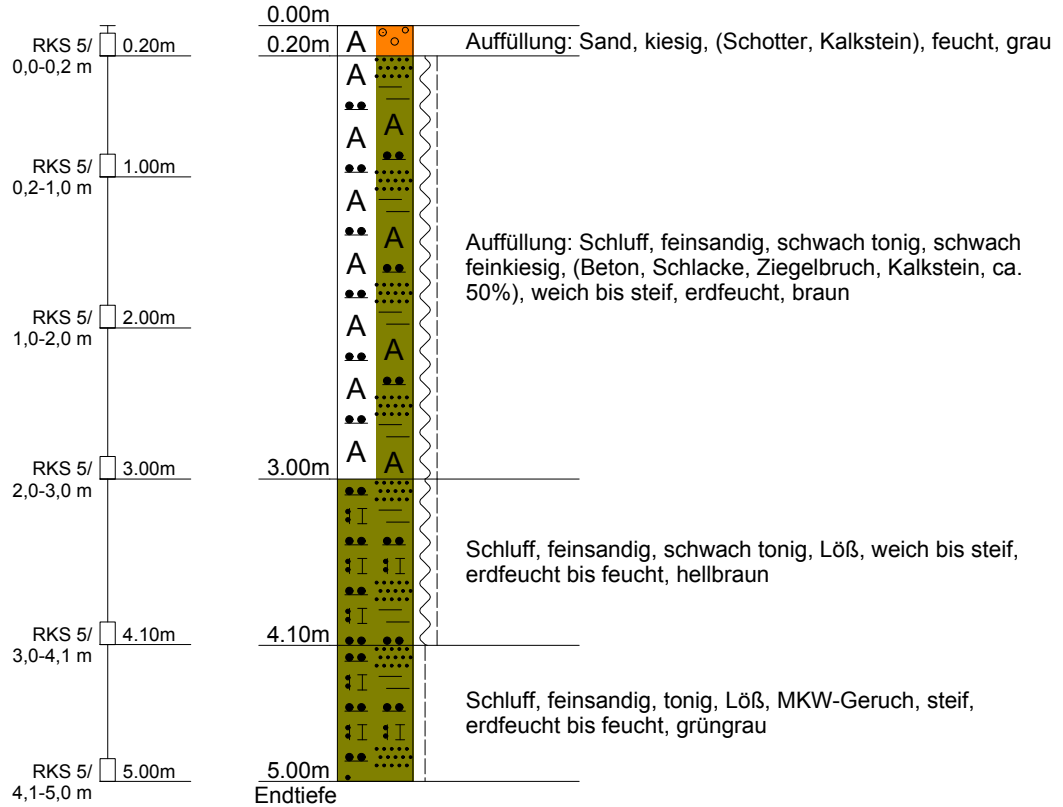 0.00m
RKS 5/ 0.20m
0,0-0,2 m
0.20m
A
Auffüllung: Sand, kiesig, (Schotter, Kalkstein), feucht, grau
A
A
A
A
A
A
A
A
A
A
A
A
RKS 5/ 1.00m
0,2-1,0 m
Auffüllung: Schluff, feinsandig, schwach tonig, schwach
feinkiesig, (Beton, Schlacke, Ziegelbruch, Kalkstein, ca.
50%), weich bis steif, erdfeucht, braun
RKS 5/ 2.00m
1,0-2,0 m
RKS 5/ 3.00m
2,0-3,0 m
3.00m
Schluff, feinsandig, schwach tonig, Löß, weich bis steif,
erdfeucht bis feucht, hellbraun
RKS 5/ 4.10m
3,0-4,1 m
4.10m
Schluff, feinsandig, tonig, Löß, MKW-Geruch, steif,
erdfeucht bis feucht, grüngrau
RKS 5/ 5.00m
4,1-5,0 m
5.00m
Endtiefe